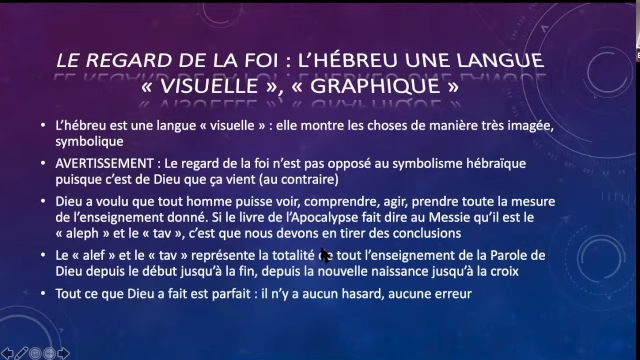 LE REGARD DE LA FOI : L’HÉBREU UNE LANGUE
« VISUELLE », « GRAPHIQUE »
• L’hébreu est une langue « visuelle » : elle montre les choses de manière très imagée,
symbolique
• AVERTISSEMENT : Le regard de la foi n’est pas opposé au symbolisme hébraïque
puisque c’est de Dieu que ça vient (au contraire)
• Dieu a voulu que tout homme puisse voir, comprendre, agir, prendre toute la mesure
de l’enseignement donné. Si le livre de l’Apocalypse fait dire au Messie qu’il est le
« aleph » et le « tav », c’est que nous devons en tirer des conclusions
• Le « alef » et le « tav » représente la totalité de tout l’enseignement de la Parole de
Dieu depuis le début jusqu’à la fin, depuis la nouvelle naissance jusqu’à la croix
• Tout ce que Dieu a fait est parfait : il n’y a aucun hasard, aucune erreur